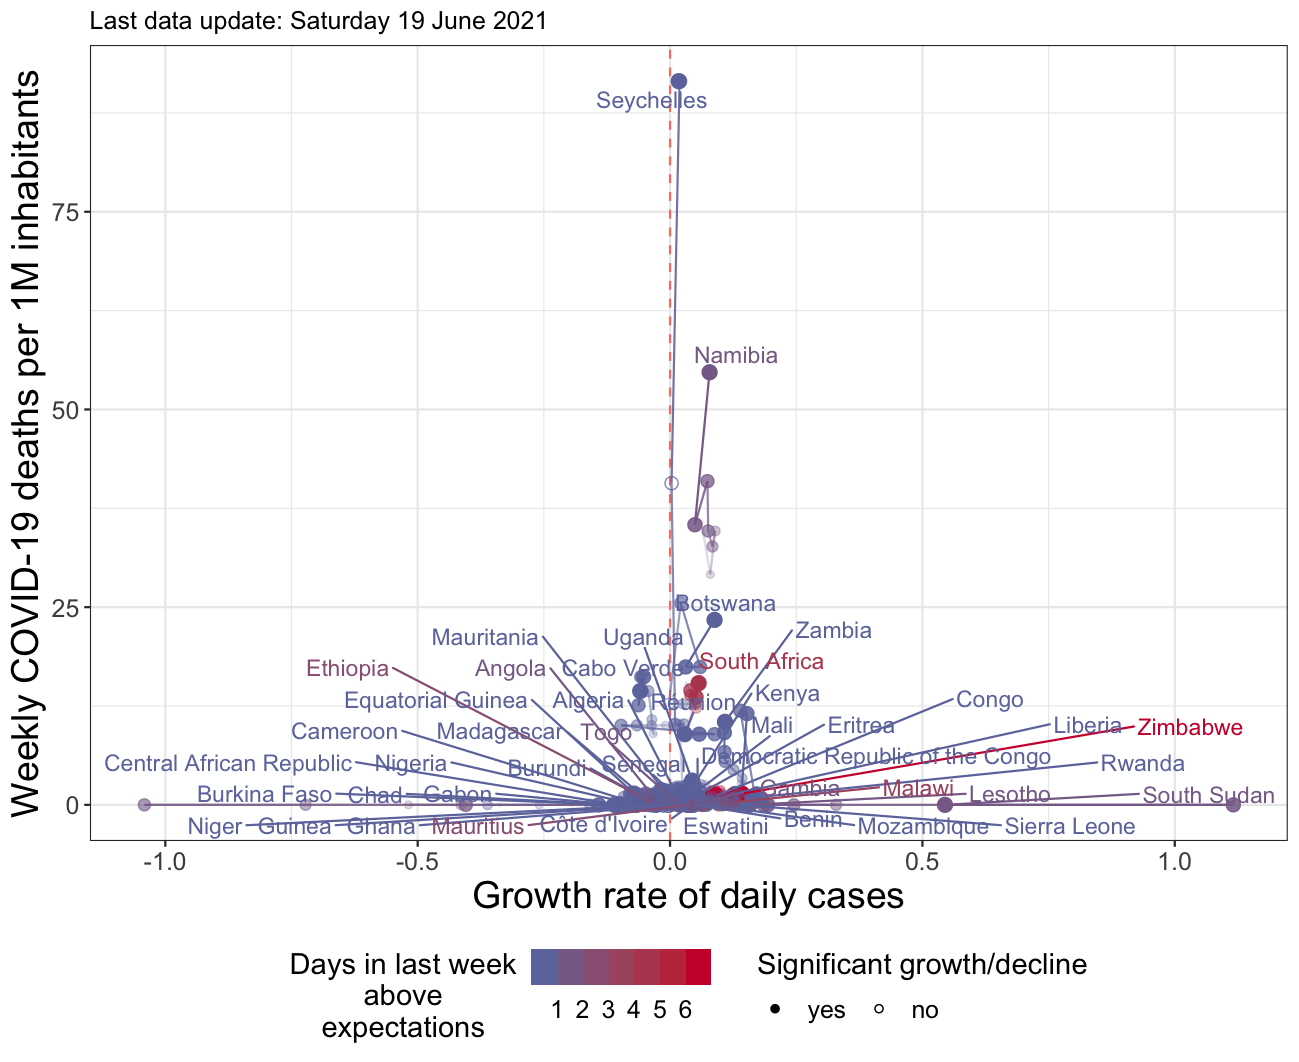 Last data update: Saturday 19 June 2021
Weekly COVID-19 deaths per 1M inhabitants
75
50
25
0
Seychelles
Namibia
Botswana
Mauritania
Uganda
Zambia
Ethiopia
Angola
Cabo Verde
South Africa
Equatorial Guinea
Algeria
Réunion
Kenya
Congo
Cameroon
Madagascar
Togo
Mali
Eritrea
Liberia
Zimbabwe
Central African Republic
Nigeria
Burundi
Senegal
Democratic Republic of the Congo
Rwanda
Burkina Faso
Chad
Gabon
Gambia
Malawi
Lesotho
South Sudan
Niger
Guinea
Ghana
Mauritius
Côte d'Ivoire
Eswatini
Benin
Mozambique
Sierra Leone
-1.0 -0.5 0.0 0.5 1.0
Growth rate of daily cases
Days in last week
above
expectations
1 2 3 4 5 6
Significant growth/decline
yes no